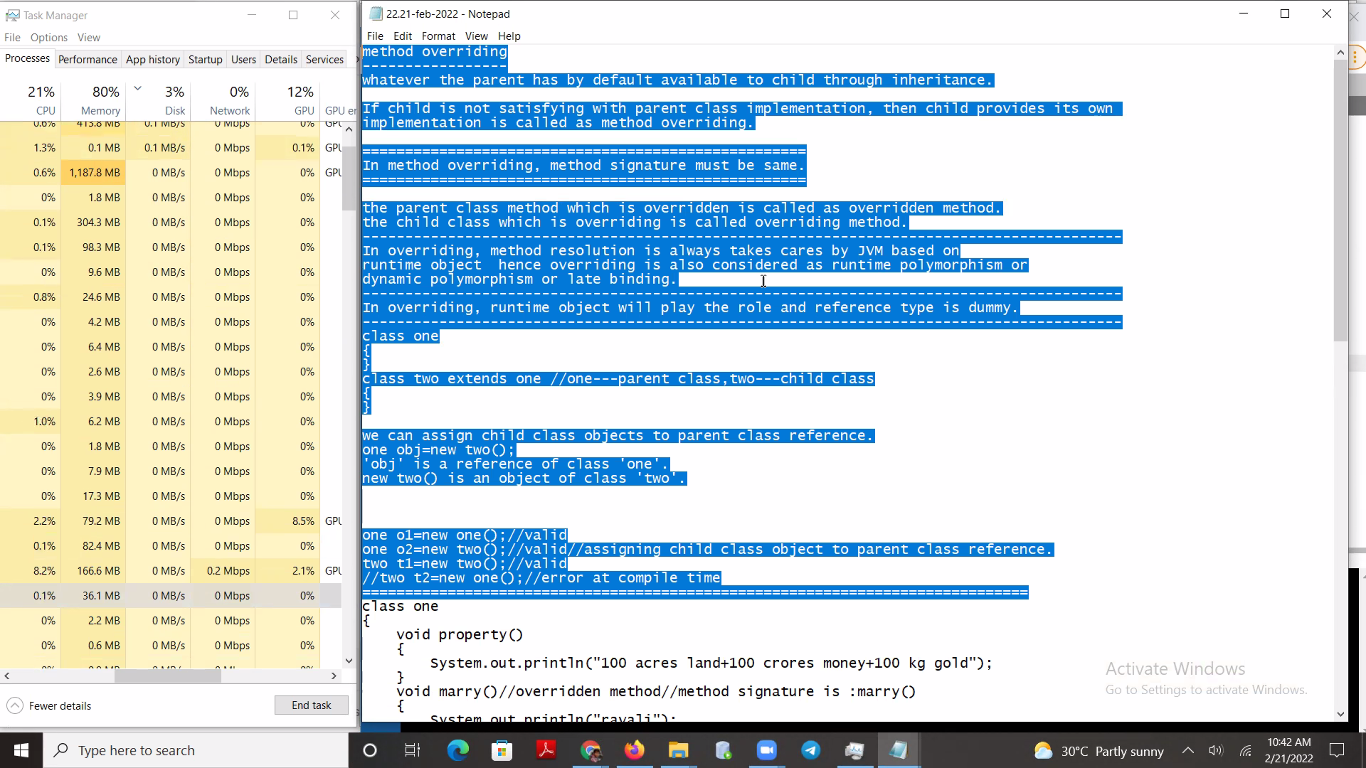 Task Manager
File Options View
Processes Performance App history Startup Users Details Services
21% 80% 3% 0% 12%
CPU Memory Disk Network GPU GPU en
0.6% 413.8 MB 0.1 MB/s 0 Mbps 0% GPU
1.3% 0.1 MB 0.1 MB/s 0 Mbps 0.1% GPU
0.6% 1,187.8 MB 0 MB/s 0 Mbps 0% GPU
0% 1.8 MB 0 MB/s 0 Mbps 0%
0.1% 304.3 MB 0 MB/s 0 Mbps 0%
0.1% 98.3 MB 0 MB/s 0 Mbps 0%
0% 9.6 MB 0 MB/s 0 Mbps 0%
0.8% 24.6 MB 0 MB/s 0 Mbps 0%
0% 4.2 MB 0 MB/s 0 Mbps 0%
0% 6.4 MB 0 MB/s 0 Mbps 0%
0% 2.6 MB 0 MB/s 0 Mbps 0%
0% 3.9 MB 0 MB/s 0 Mbps 0%
1.0% 6.2 MB 0 MB/s 0 Mbps 0%
0% 1.8 MB 0 MB/s 0 Mbps 0%
0% 7.9 MB 0 MB/s 0 Mbps 0%
0% 17.3 MB 0 MB/s 0 Mbps 0%
2.2% 79.2 MB 0 MB/s 0 Mbps 8.5% GPU
0.1% 82.4 MB 0 MB/s 0 Mbps 0%
8.2% 166.6 MB 0 MB/s 0.2 Mbps 2.1% GPU
0.1% 36.1 MB 0 MB/s 0 Mbps 0%
0% 2.2 MB 0 MB/s 0 Mbps 0%
0% 0.6 MB 0 MB/s 0 Mbps 0%
Fewer details End task
22.21-feb-2022 - Notepad
File Edit Format View Help
method overriding
-----------------
whatever the parent has by default available to child through inheritance.
If child is not satisfying with parent class implementation, then child provides its own
implementation is called as method overriding.
====================================================
In method overriding, method signature must be same.
====================================================
the parent class method which is overridden is called as overridden method.
the child class which is overriding is called overriding method.
-----------------------------------------------------------------------------------------
In overriding, method resolution is always takes cares by JVM based on
runtime object  hence overriding is also considered as runtime polymorphism or
dynamic polymorphism or late binding.
-----------------------------------------------------------------------------------------
In overriding, runtime object will play the role and reference type is dummy.
-----------------------------------------------------------------------------------------
class one
{
}
class two extends one //one---parent class,two---child class
{
}
we can assign child class objects to parent class reference.
one obj=new two();
'obj' is a reference of class 'one'.
new two() is an object of class 'two'.
one o1=new one();//valid
one o2=new two();//valid//assigning child class object to parent class reference.
two t1=new two();//valid
//two t2=new one();//error at compile time
==============================================================================
class one
{
void property()
{
System.out.println("100 acres land+100 crores money+100 kg gold");
}
void marry()//overridden method//method signature is :marry()
{
System.out.println("ravali");
Activate Windows
Go to Settings to activate Windows.
Type here to search
30°C Partly sunny
10:42 AM
2/21/2022